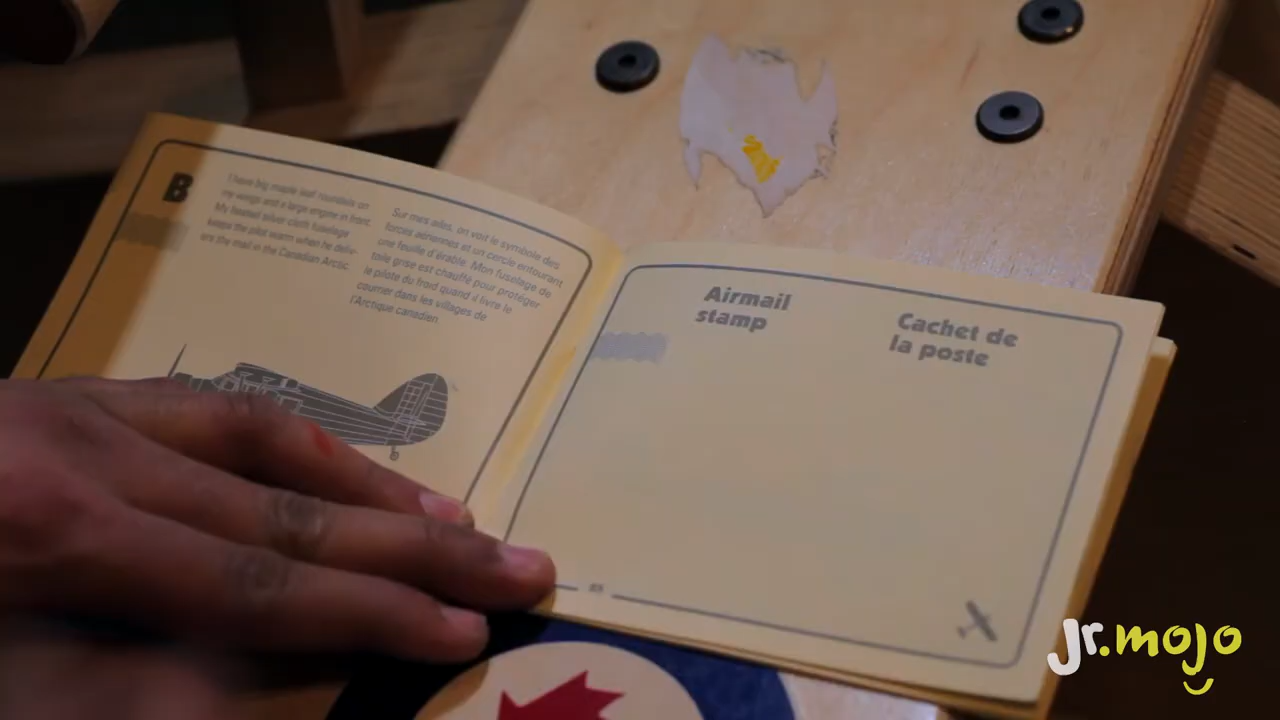 B
I have big maple leaf roundels on
my wings and a large engine in front.
My heated silver cloth fuselage
keeps the pilot warm when he deliv-
ers the mail in the Canadian Arctic.
Sur mes ailes, on voit le symbole des
forces aériennes et un cercle entourant
une feuille d'érable. Mon fuselage de
toile grise est chauffé pour protéger
le pilote du froid quand il livre le
courrier dans les villages de
l'Arctique canadien.
Airmail
stamp
Cachet de
la poste
Jr.mojo